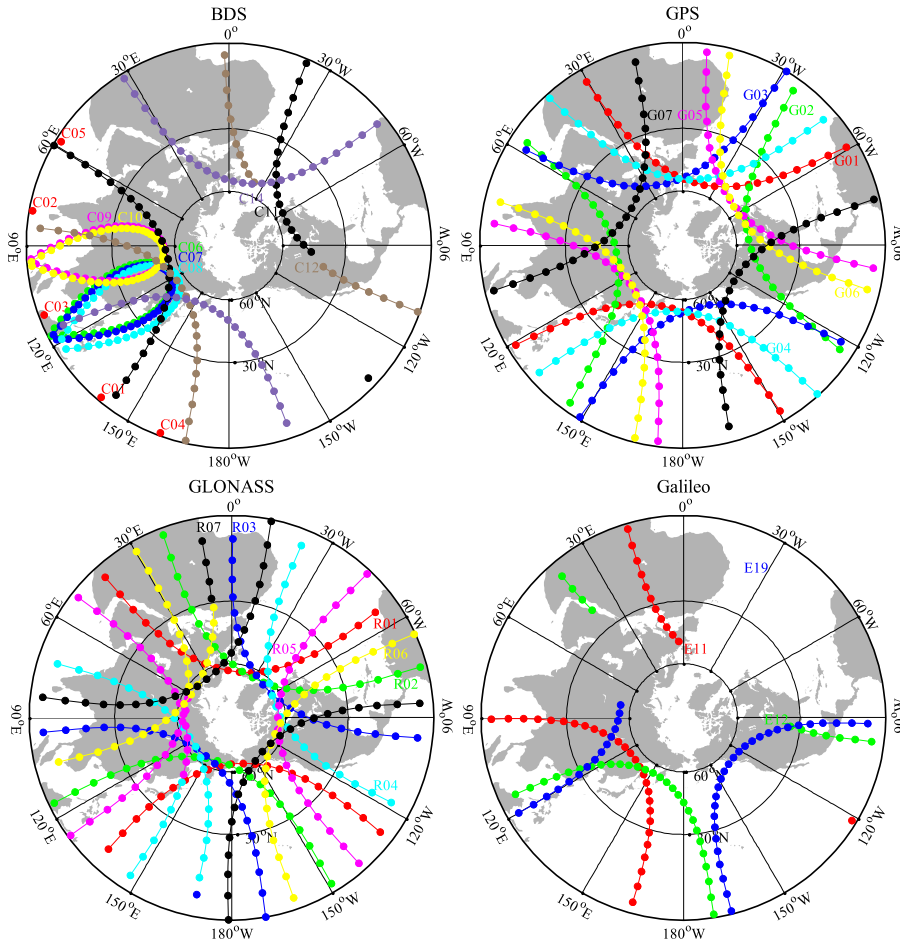 BDS
0°
30°W
60°W
90°W
120°W
150°W
180°W
150°E
120°E
90°E
60°E
30°E
60°N
30°N
C05
C02
C03
C01
C04
C09
C10
C06
C07
C14
C11
C12
GPS
0°
30°W
60°W
90°W
120°W
150°W
180°W
150°E
120°E
90°E
60°E
30°E
60°N
30°N
G07
G05
G03
G02
G01
G06
G04
GLONASS
0°
30°W
60°W
90°W
120°W
150°W
180°W
150°E
120°E
90°E
60°E
30°E
30°N
R07
R03
R05
R01
R06
R02
R04
Galileo
0°
30°W
60°W
90°W
120°W
150°W
180°W
150°E
120°E
90°E
60°E
30°E
60°N
30°N
E19
E11